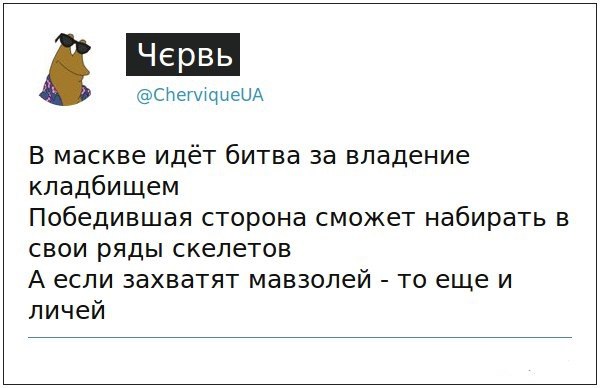 Чєрвь
@CherviqueUA
В маскве идёт битва за владение
кладбищем
Победившая сторона сможет набирать в
свои ряды скелетов
А если захватят мавзолей - то еще и
личей